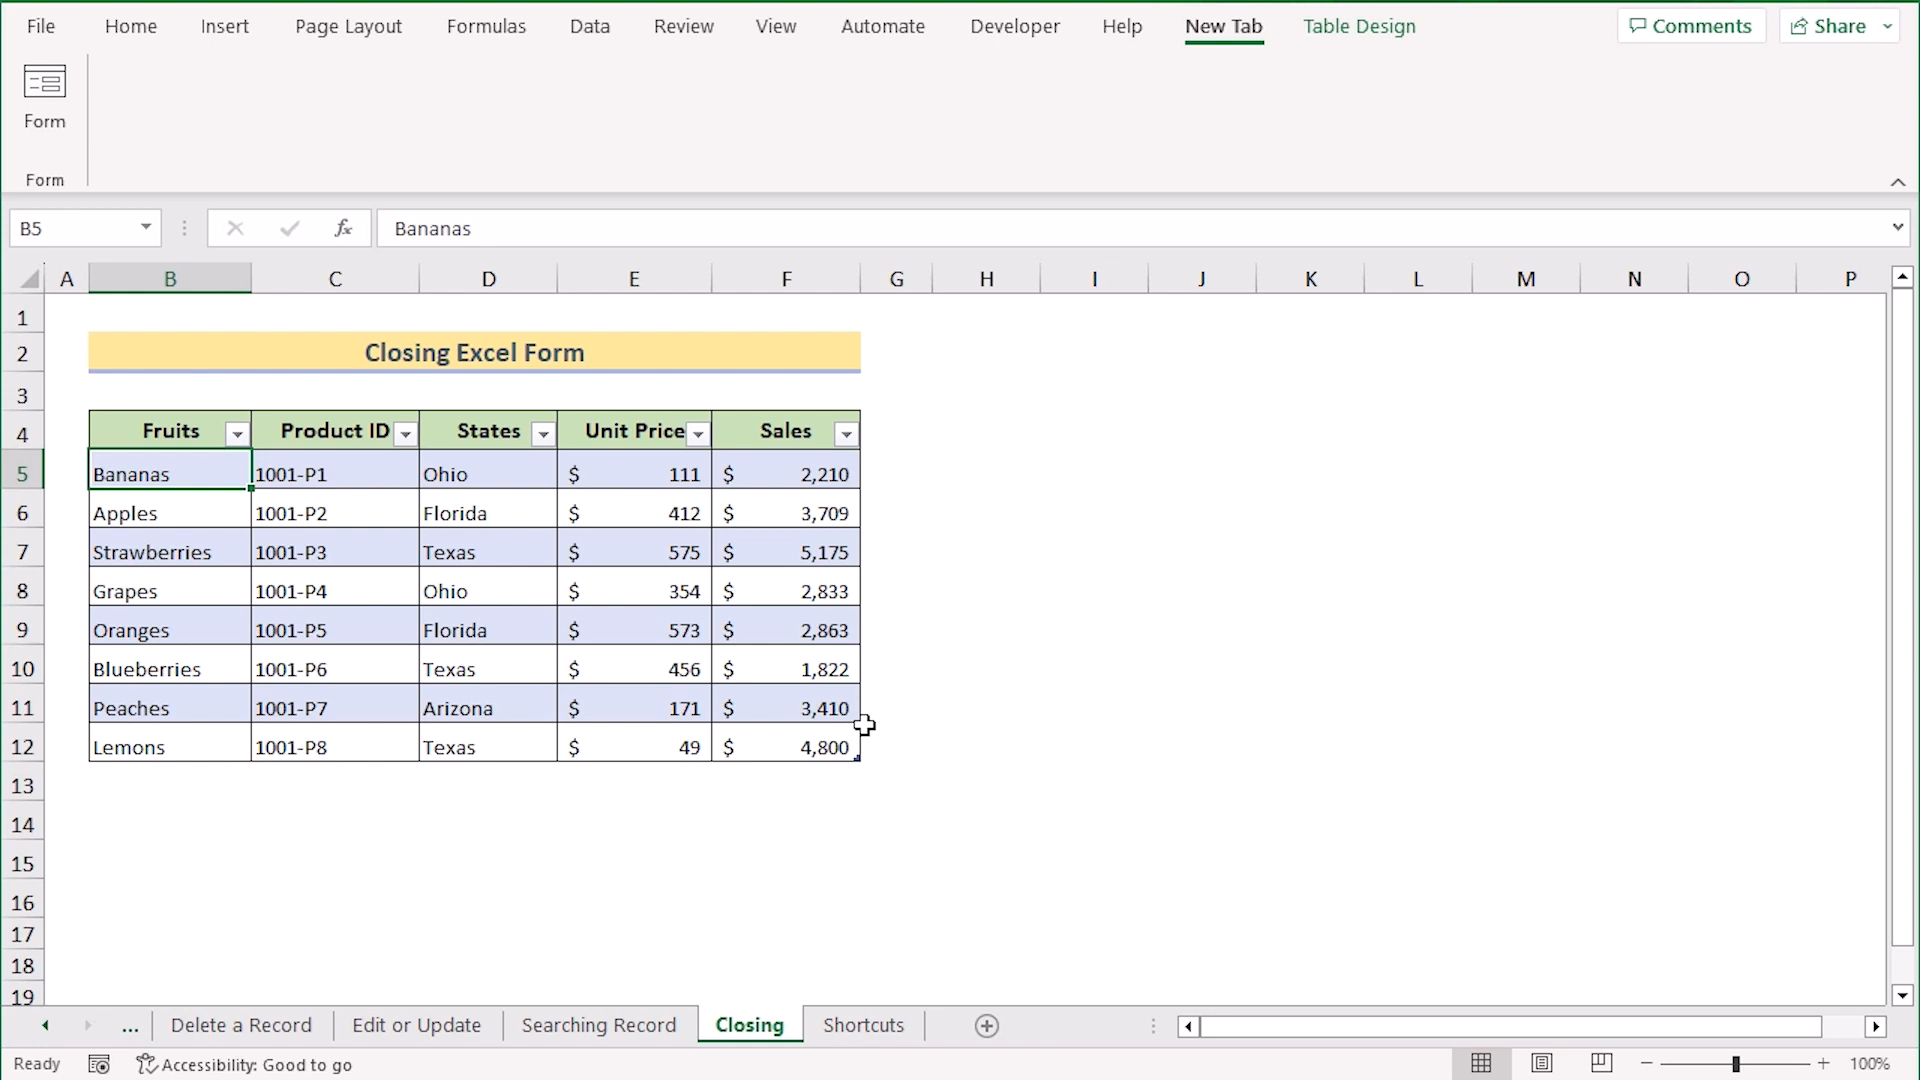 File Home Insert Page Layout Formulas Data Review View Automate Developer Help New Tab Table Design Comments Share
Form
Form
B5 fx Bananas
A B C D E F G H I J K L M N O P
1
2 Closing Excel Form
3
4 Fruits Product ID States Unit Price Sales
5 Bananas 1001-P1 Ohio $ 111 $ 2,210
6 Apples 1001-P2 Florida $ 412 $ 3,709
7 Strawberries 1001-P3 Texas $ 575 $ 5,175
8 Grapes 1001-P4 Ohio $ 354 $ 2,833
9 Oranges 1001-P5 Florida $ 573 $ 2,863
10 Blueberries 1001-P6 Texas $ 456 $ 1,822
11 Peaches 1001-P7 Arizona $ 171 $ 3,410
12 Lemons 1001-P8 Texas $ 49 $ 4,800
13
14
15
16
17
18
19
... Delete a Record Edit or Update Searching Record Closing Shortcuts
Ready Accessibility: Good to go 100%